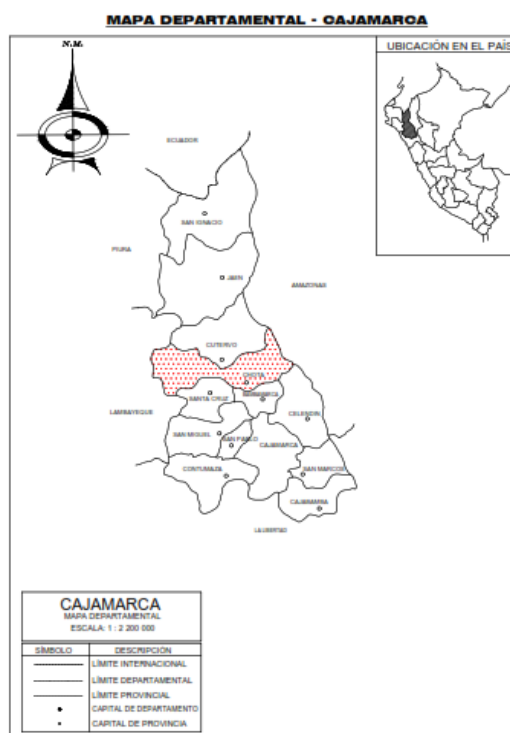 MAPA DEPARTAMENTAL - CAJAMARCA
N.M.
UBICACIÓN EN EL PAÍS
ECUADOR
SAN IGNACIO
PIURA
JAEN
AMAZONAS
CUTERVO
CHOTA
SANTA CRUZ
LAMBAYEQUE
CELENDIN
SAN MIGUEL
SAN PABLO
CAJAMARCA
CONTUMAZA
SAN MARCOS
CAJABAMBA
LA LIBERTAD
CAJAMARCA
MAPA DEPARTAMENTAL
ESCALA: 1 : 2 200 000
SÍMBOLO DESCRIPCIÓN
LÍMITE INTERNACIONAL
LÍMITE DEPARTAMENTAL
LÍMITE PROVINCIAL
CAPITAL DE DEPARTAMENTO
CAPITAL DE PROVINCIA